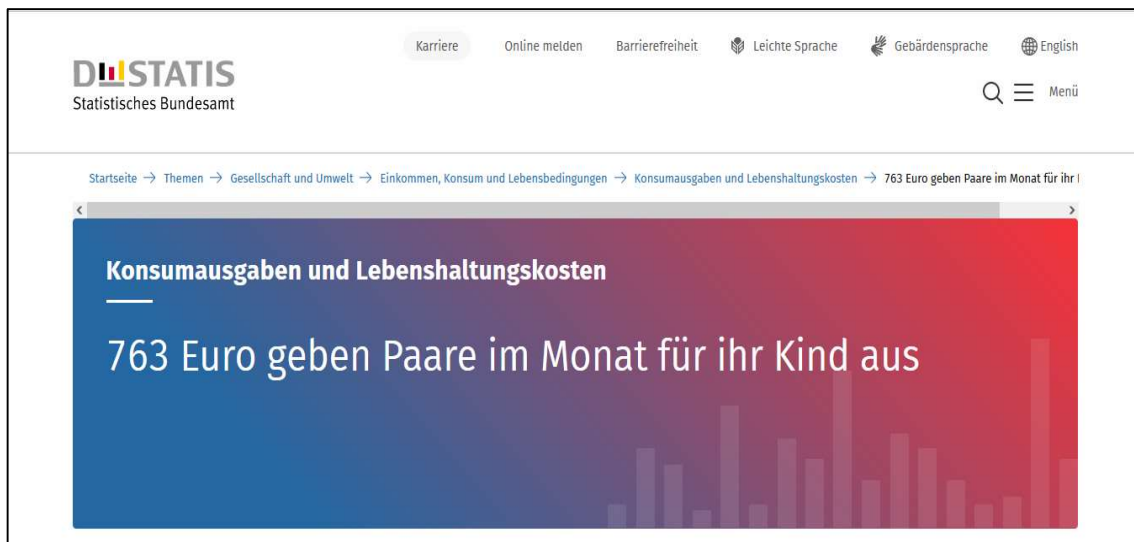 Karriere Online melden Barrierefreiheit Leichte Sprache Gebärdensprache English
DESTATIS
Statistisches Bundesamt
Menü
Startseite → Themen → Gesellschaft und Umwelt → Einkommen, Konsum und Lebensbedingungen → Konsumausgaben und Lebenshaltungskosten → 763 Euro geben Paare im Monat für ihr
Konsumausgaben und Lebenshaltungskosten
763 Euro geben Paare im Monat für ihr Kind aus